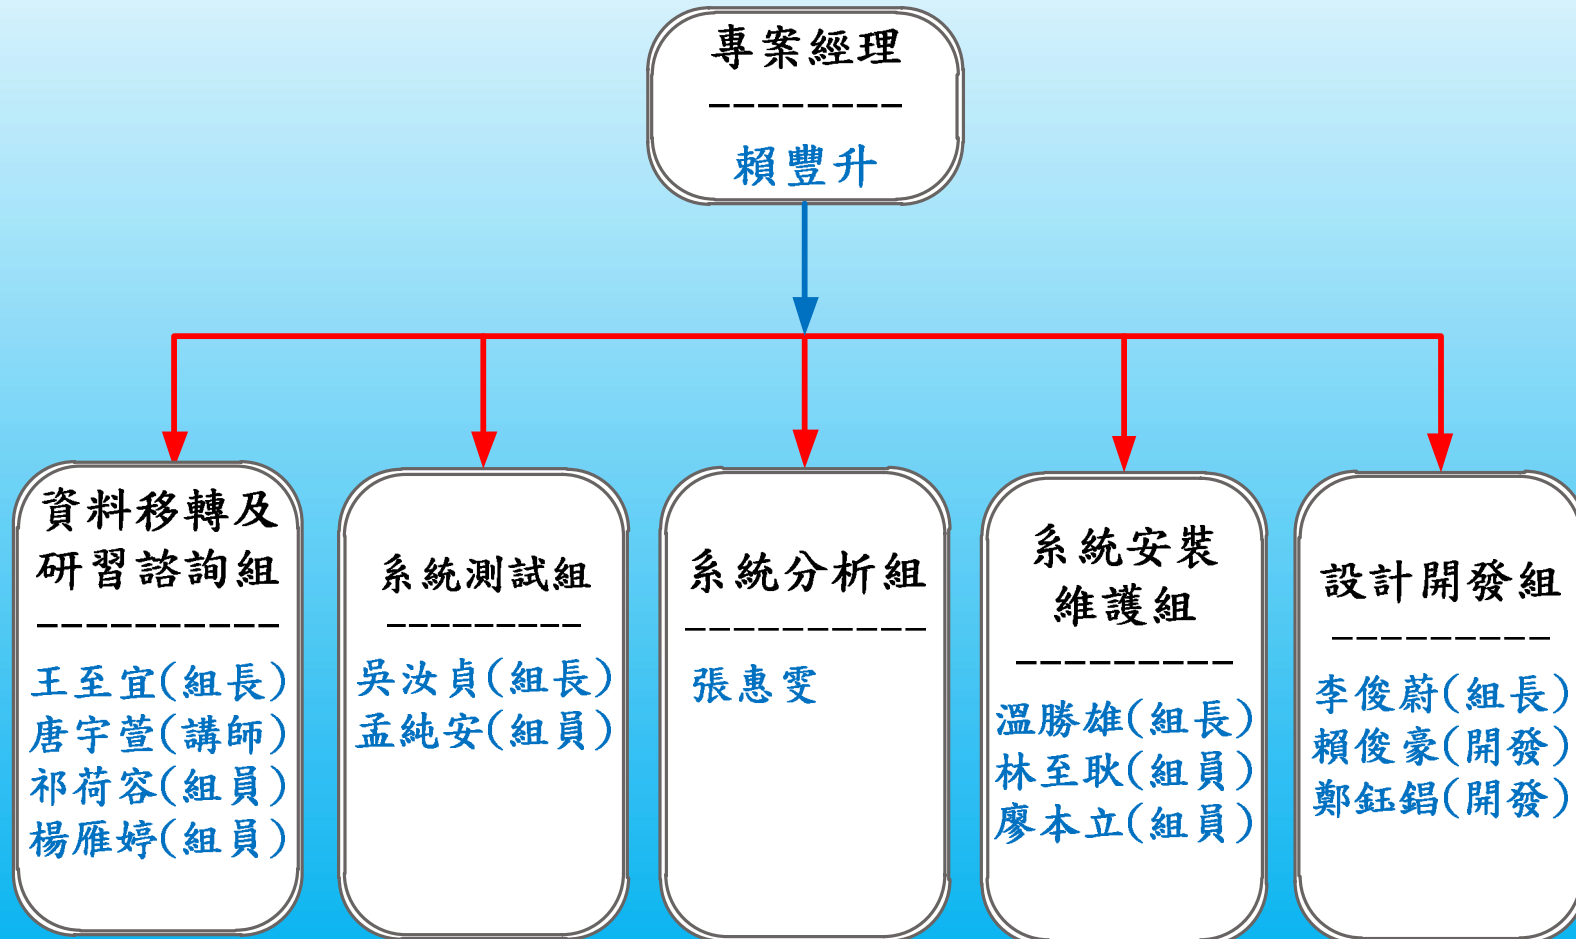 專案經理
--------
賴豐升
資料移轉及
研習諮詢組
----------
王至宜(組長)
唐宇萱(講師)
祁荷容(組員)
楊雁婷(組員)
系統測試組
---------
吳汝貞(組長)
孟純安(組員)
系統分析組
----------
張惠雯
系統安裝
維護組
---------
溫勝雄(組長)
林至耿(組員)
廖本立(組員)
設計開發組
---------
李俊蔚(組長)
賴俊豪(開發)
鄭鈺錩(開發)